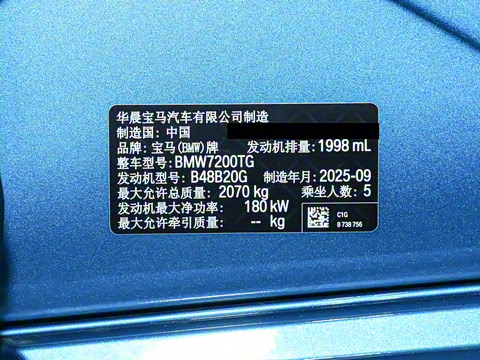 华晨宝马汽车有限公司制造
制造国: 中国
品牌: 宝马(BMW)牌 发动机排量: 1998 mL
整车型号: BMW7200TG
发动机型号: B48B20G 制造年月: 2025-09
最大允许总质量: 2070 kg 乘坐人数: 5
发动机最大净功率: 180 kW
最大允许牵引质量: -- kg
C1G
8 738 756